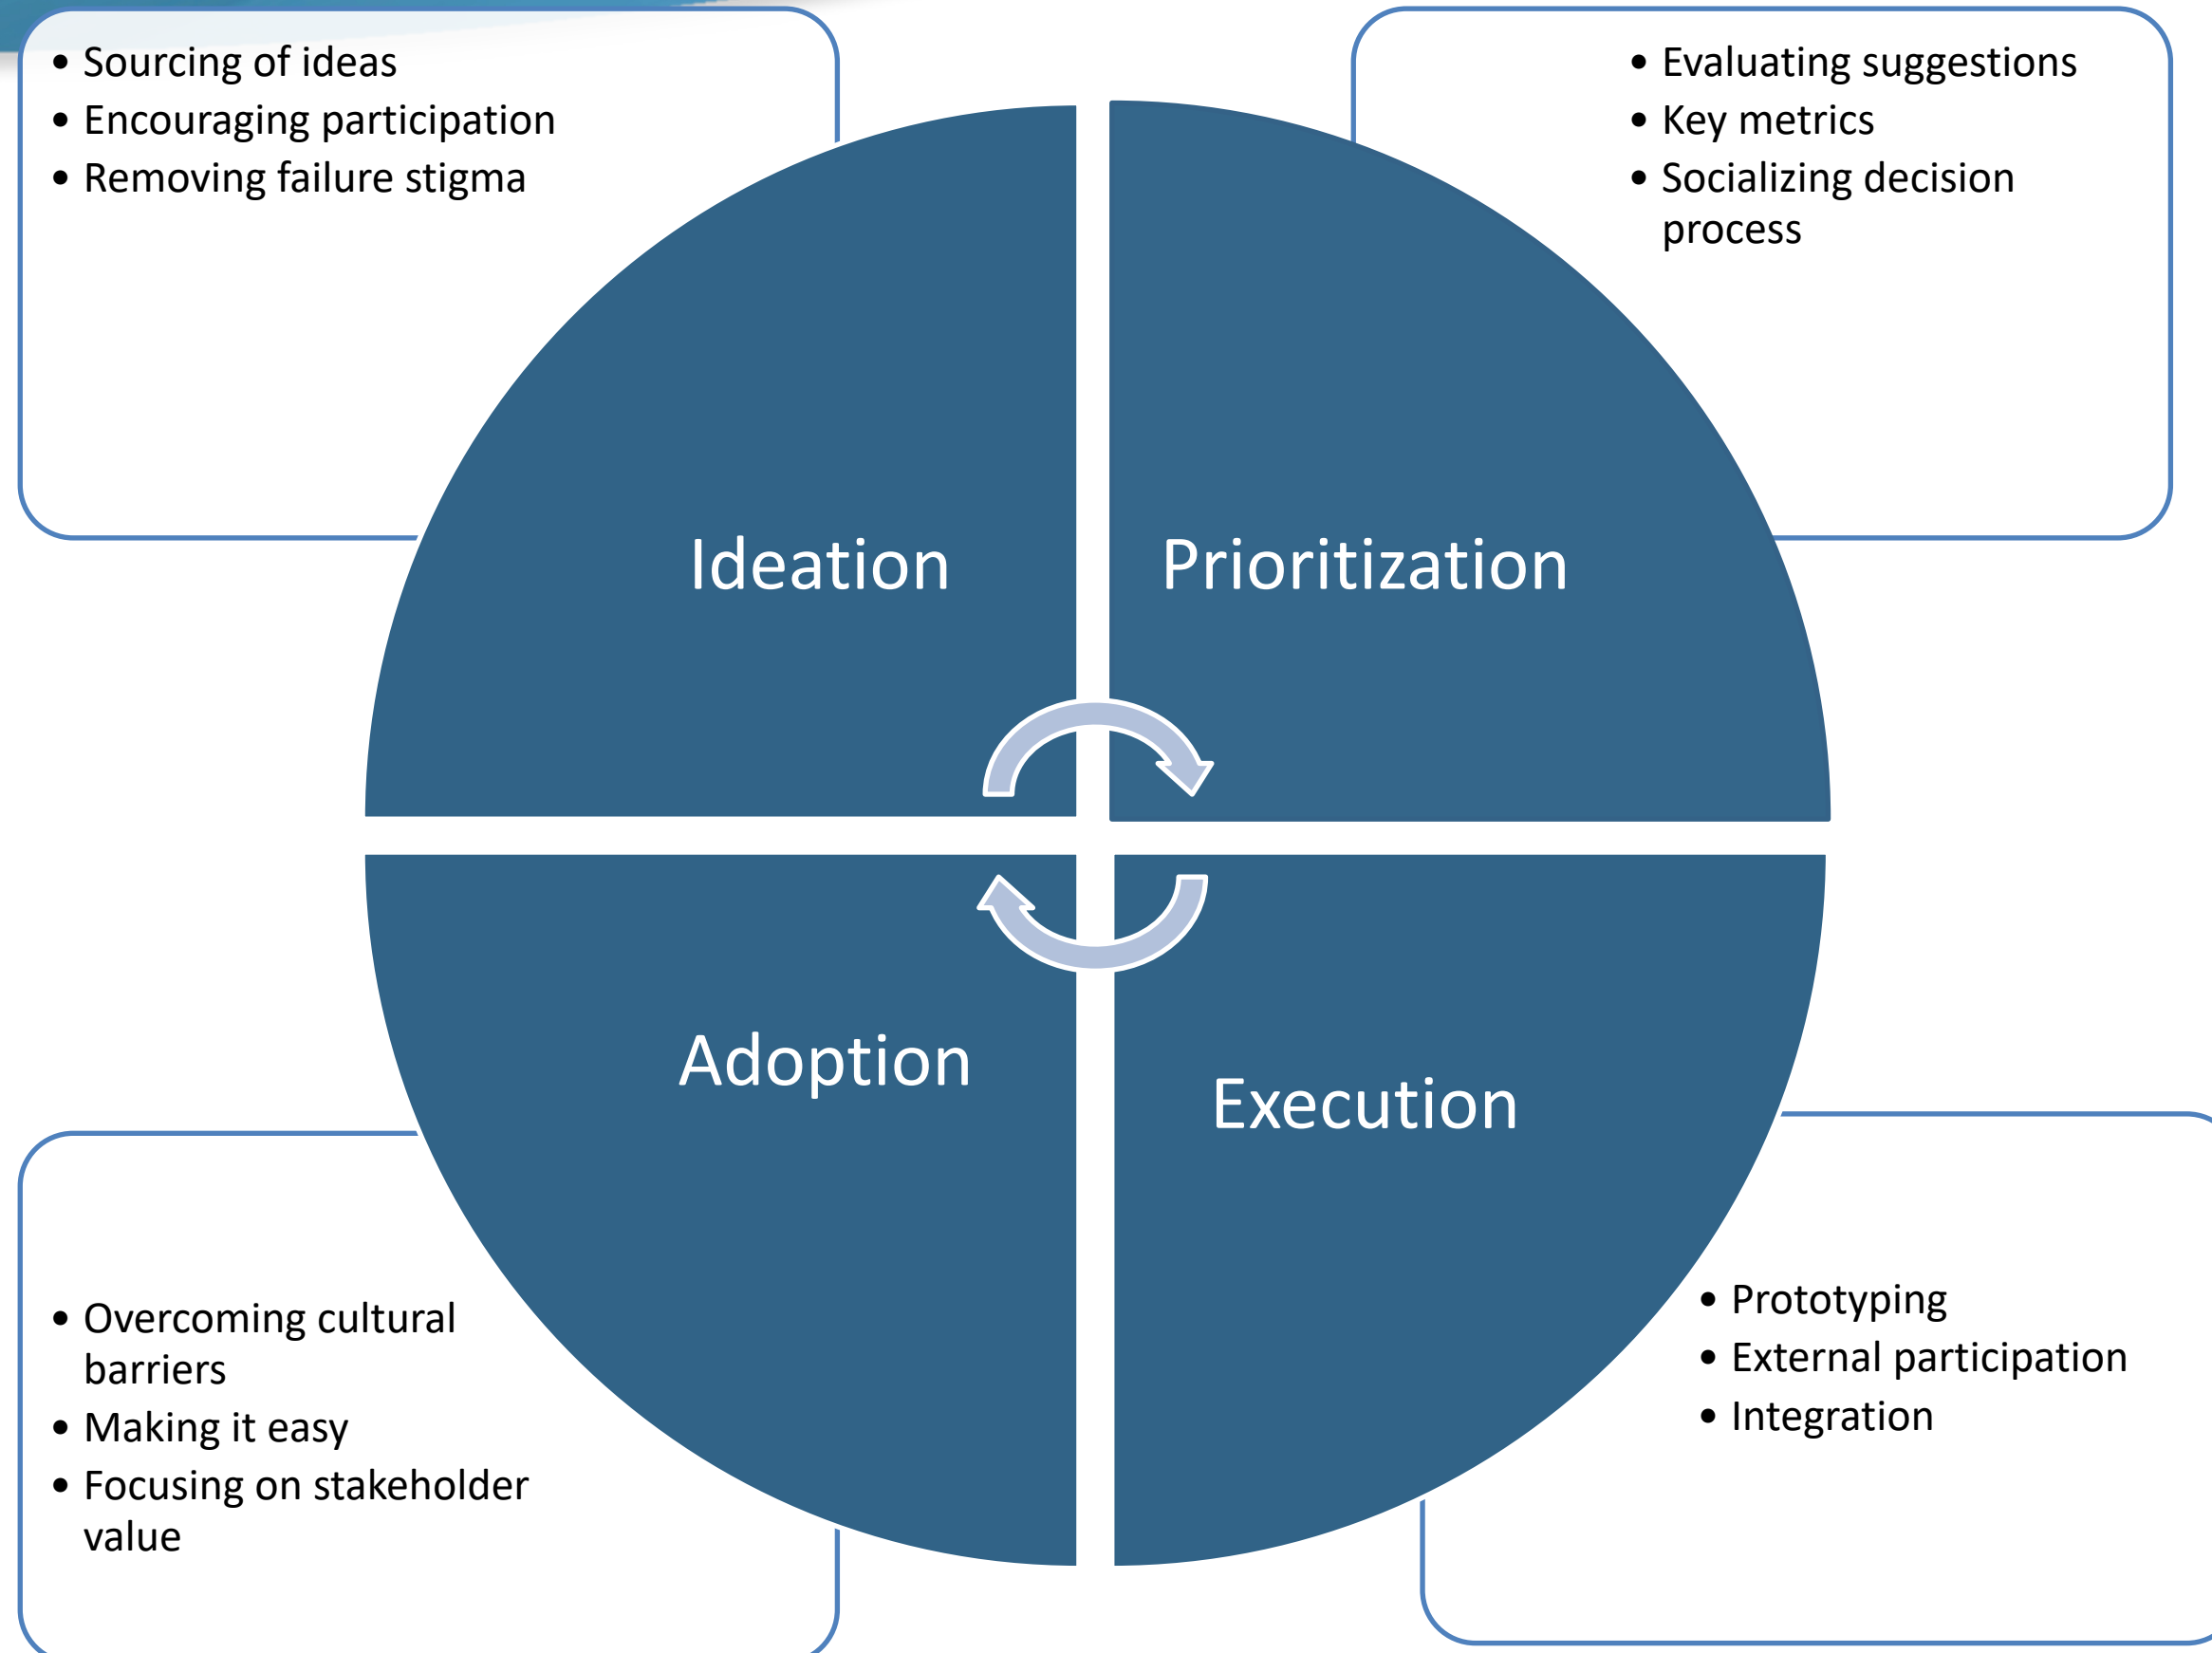 • Sourcing of ideas
• Encouraging participation
• Removing failure stigma
• Evaluating suggestions
• Key metrics
• Socializing decision
process
Ideation
Prioritization
Adoption
Execution
• Overcoming cultural
barriers
• Making it easy
• Focusing on stakeholder
value
• Prototyping
• External participation
• Integration